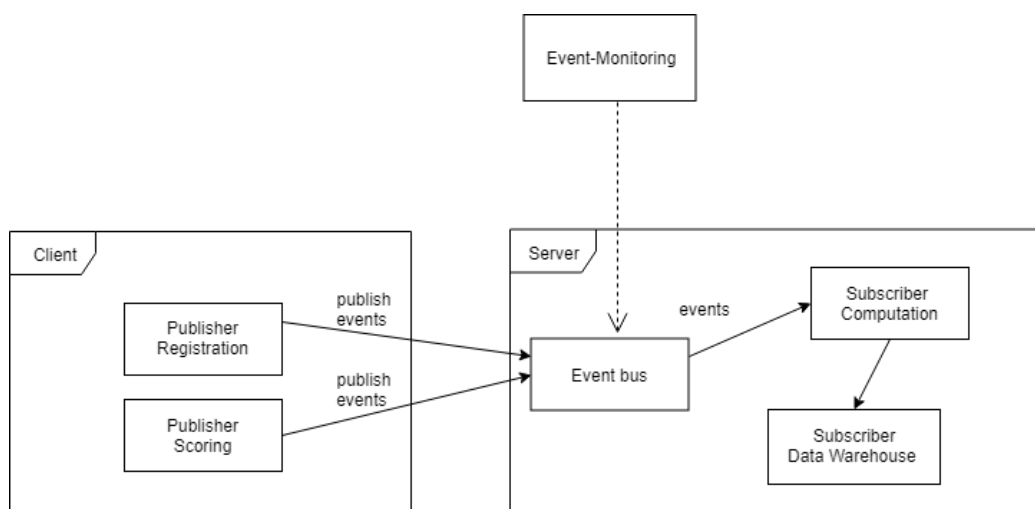 Event-Monitoring
Client
Server
publish
events
Publisher
Registration
publish
events
Publisher
Scoring
Event bus
events
Subscriber
Computation
Subscriber
Data Warehouse